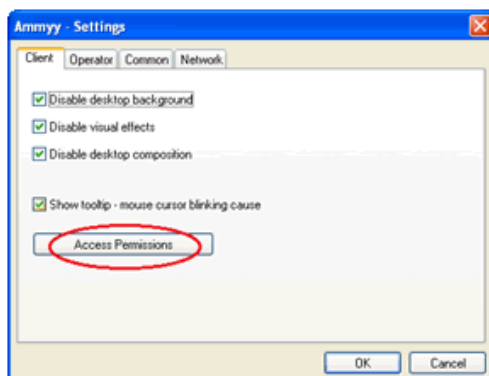 Ammyy - Settings
Client Operator Common Network
Disable desktop background
Disable visual effects
Disable desktop composition
Show tooltip - mouse cursor blinking cause
Access Permissions
OK Cancel